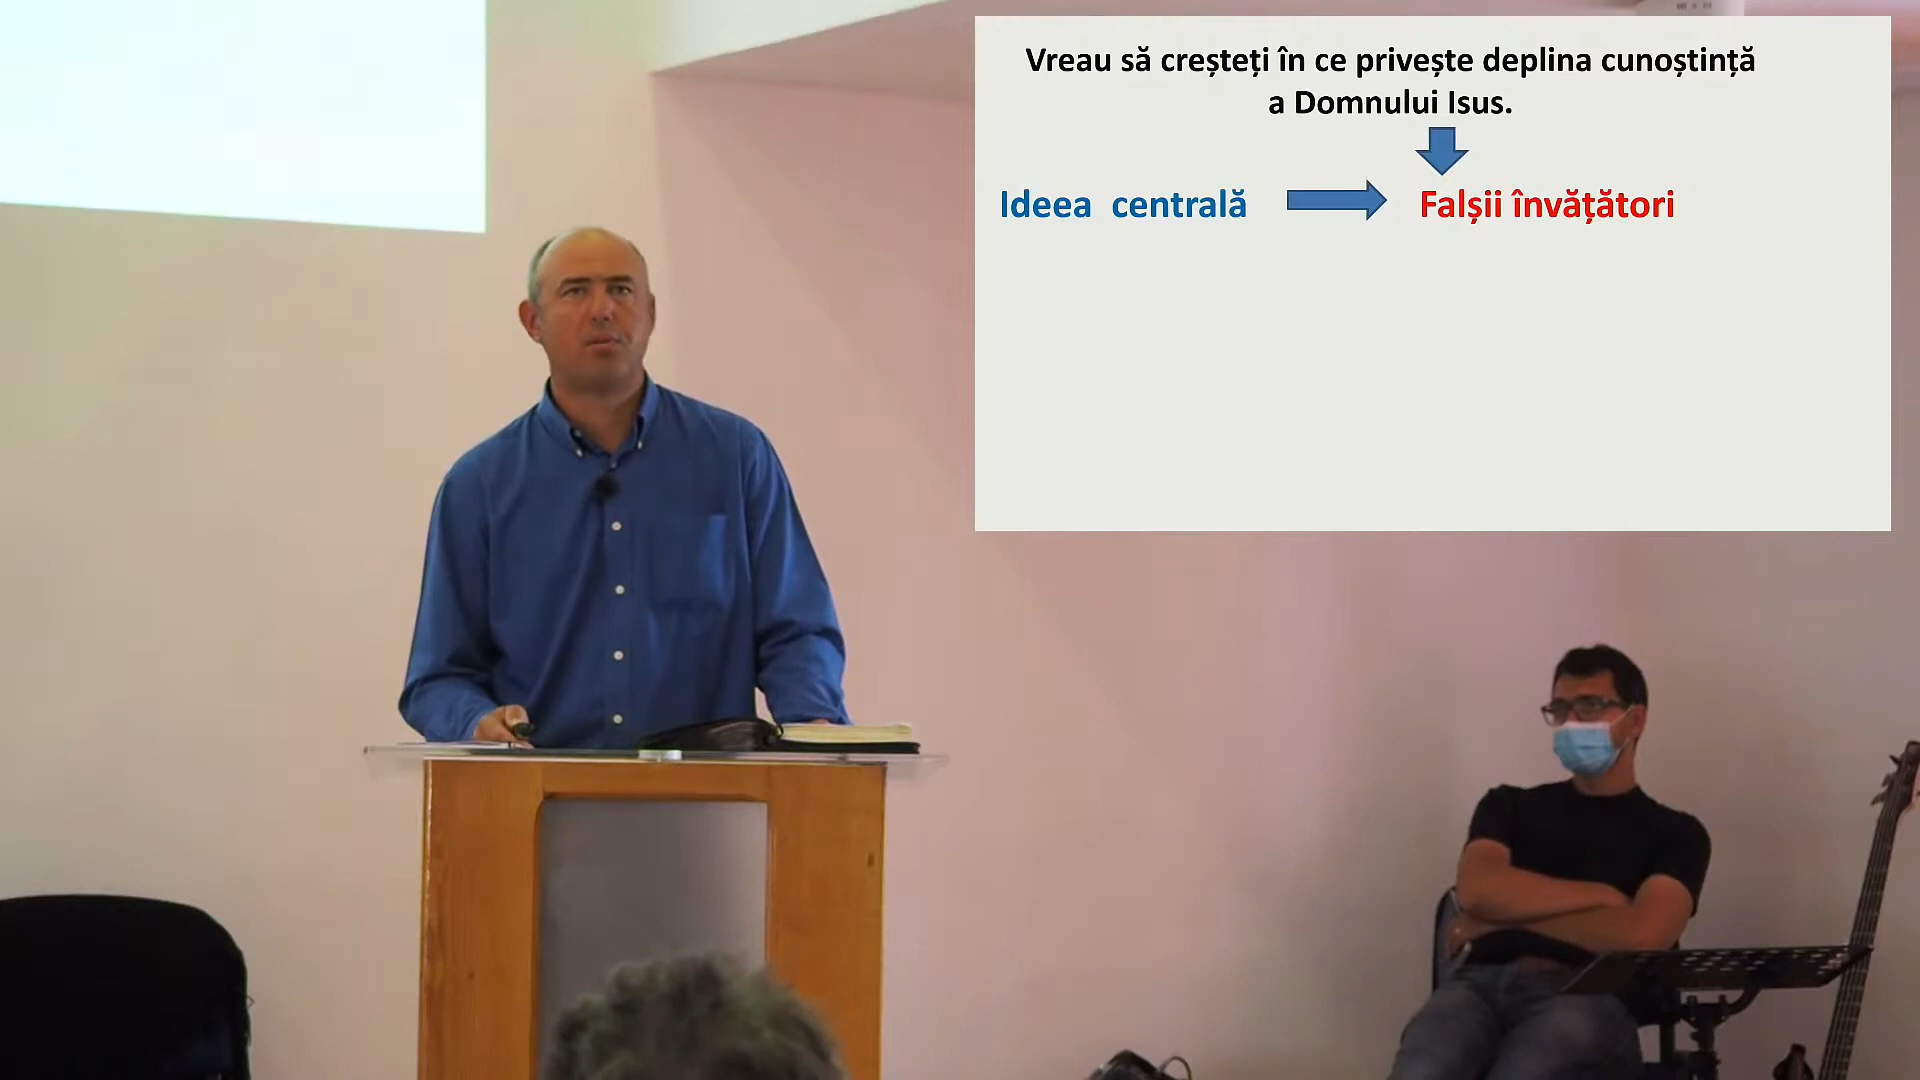 Vreau să creșteți în ce privește deplina cunoștință
a Domnului Isus.
Ideea centrală
Falșii învățători